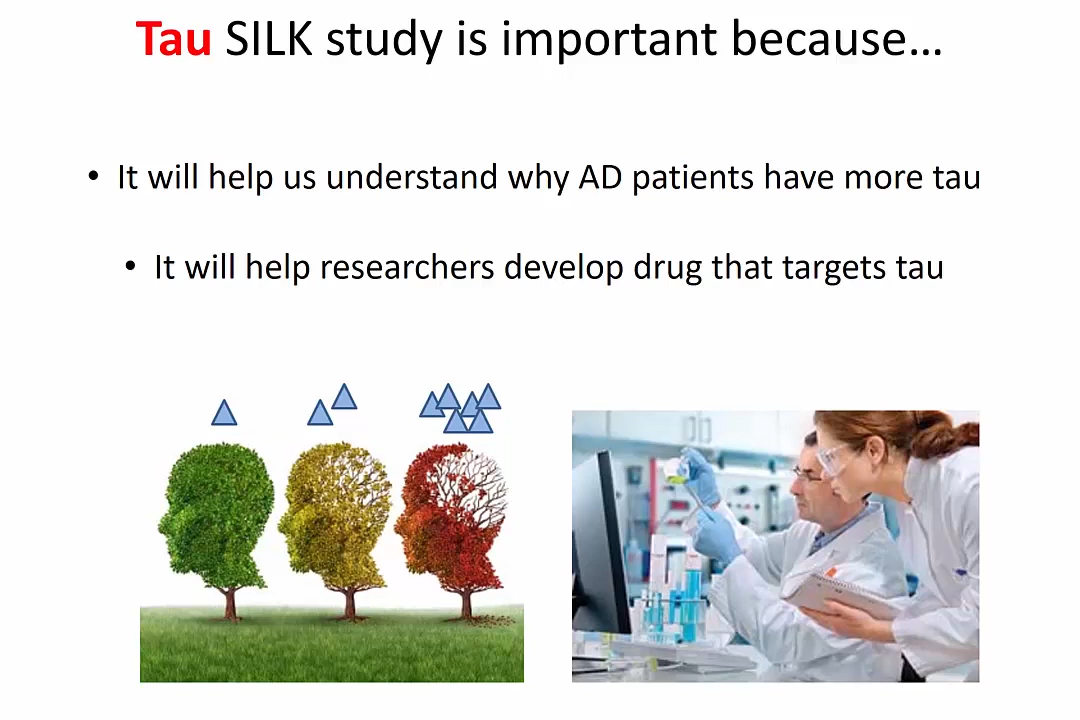 Tau SILK study is important because…
• It will help us understand why AD patients have more tau
• It will help researchers develop drug that targets tau